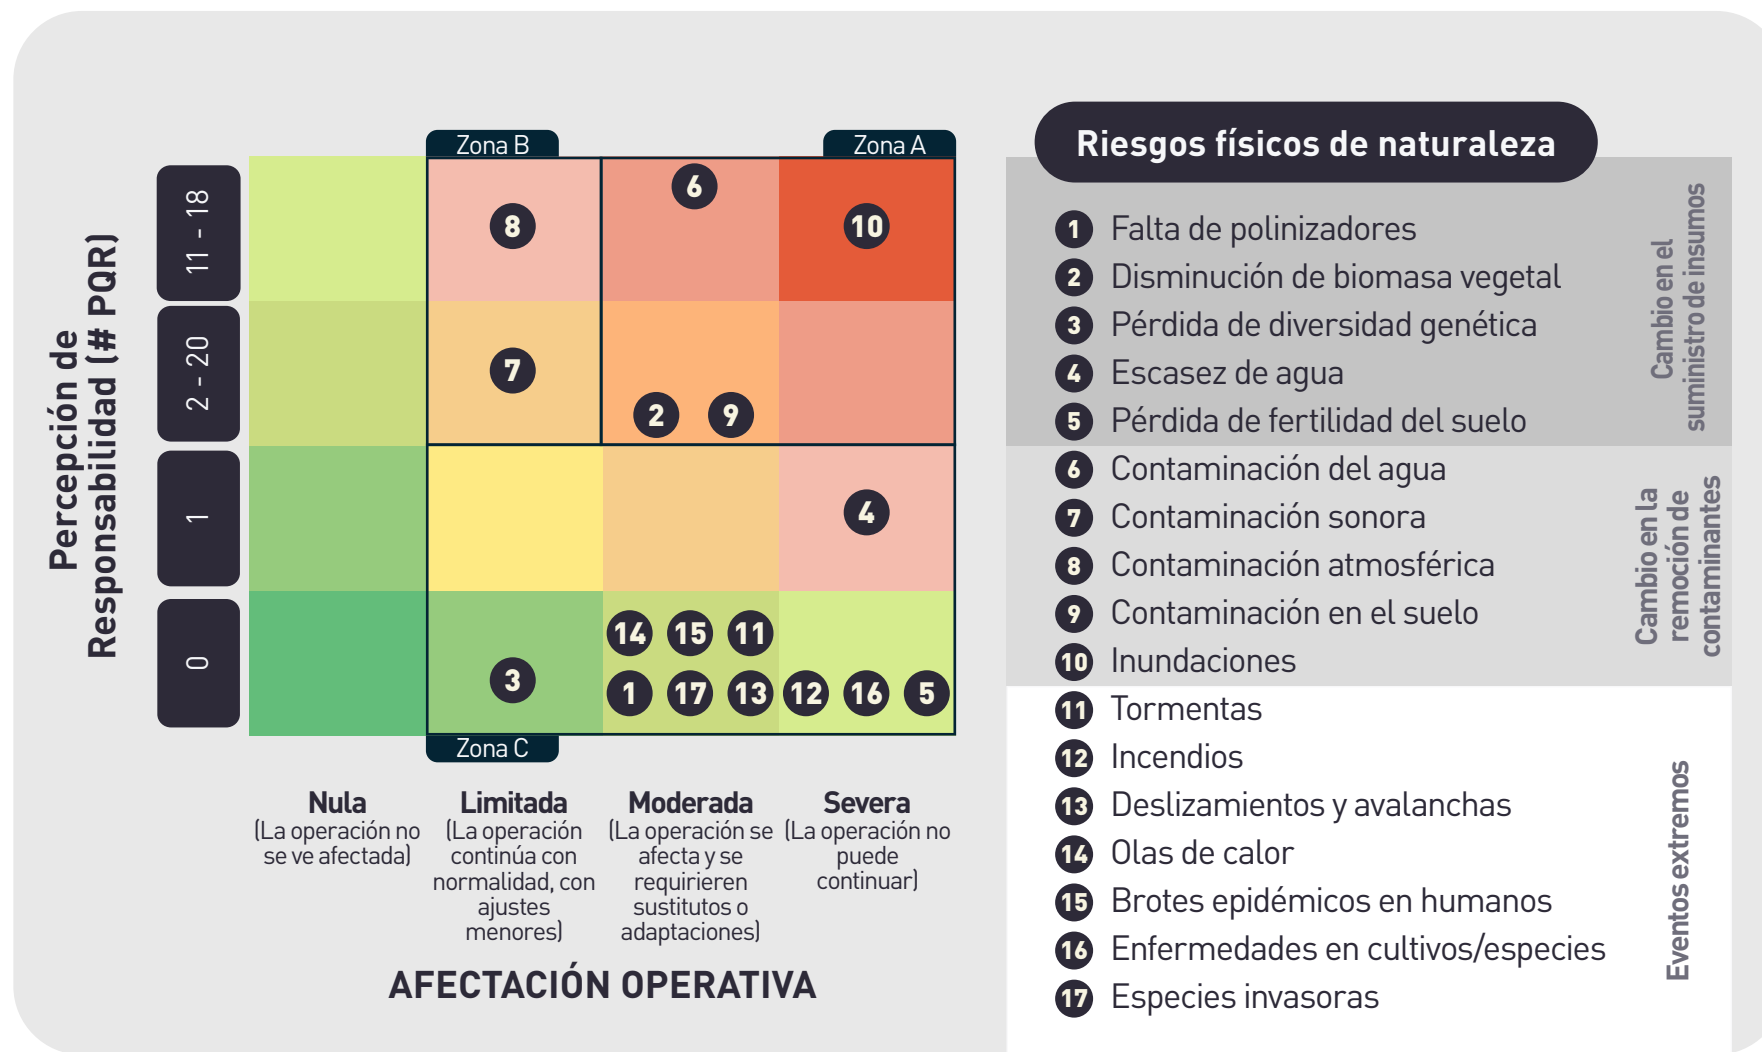 Percepción de
Responsabilidad (# PQR)
11 - 18
2 - 20
1
0
Zona B
Zona A
8
6
10
7
2
9
4
3
14
15
11
1
17
13
12
16
5
Zona C
Nula
(La operación no
se ve afectada)
Limitada
(La operación
continúa con
normalidad, con
ajustes
menores)
Moderada
(La operación se
afecta y se
requirieren
sustitutos o
adaptaciones)
Severa
(La operación no
puede
continuar)
AFECTACIÓN OPERATIVA
Riesgos físicos de naturaleza
1 Falta de polinizadores
2 Disminución de biomasa vegetal
3 Pérdida de diversidad genética
4 Escasez de agua
5 Pérdida de fertilidad del suelo
Cambio en el
suministro de insumos
6 Contaminación del agua
7 Contaminación sonora
8 Contaminación atmosférica
9 Contaminación en el suelo
10 Inundaciones
Cambio en la
remoción de
contaminantes
11 Tormentas
12 Incendios
13 Deslizamientos y avalanchas
14 Olas de calor
15 Brotes epidémicos en humanos
16 Enfermedades en cultivos/especies
17 Especies invasoras
Eventos extremos